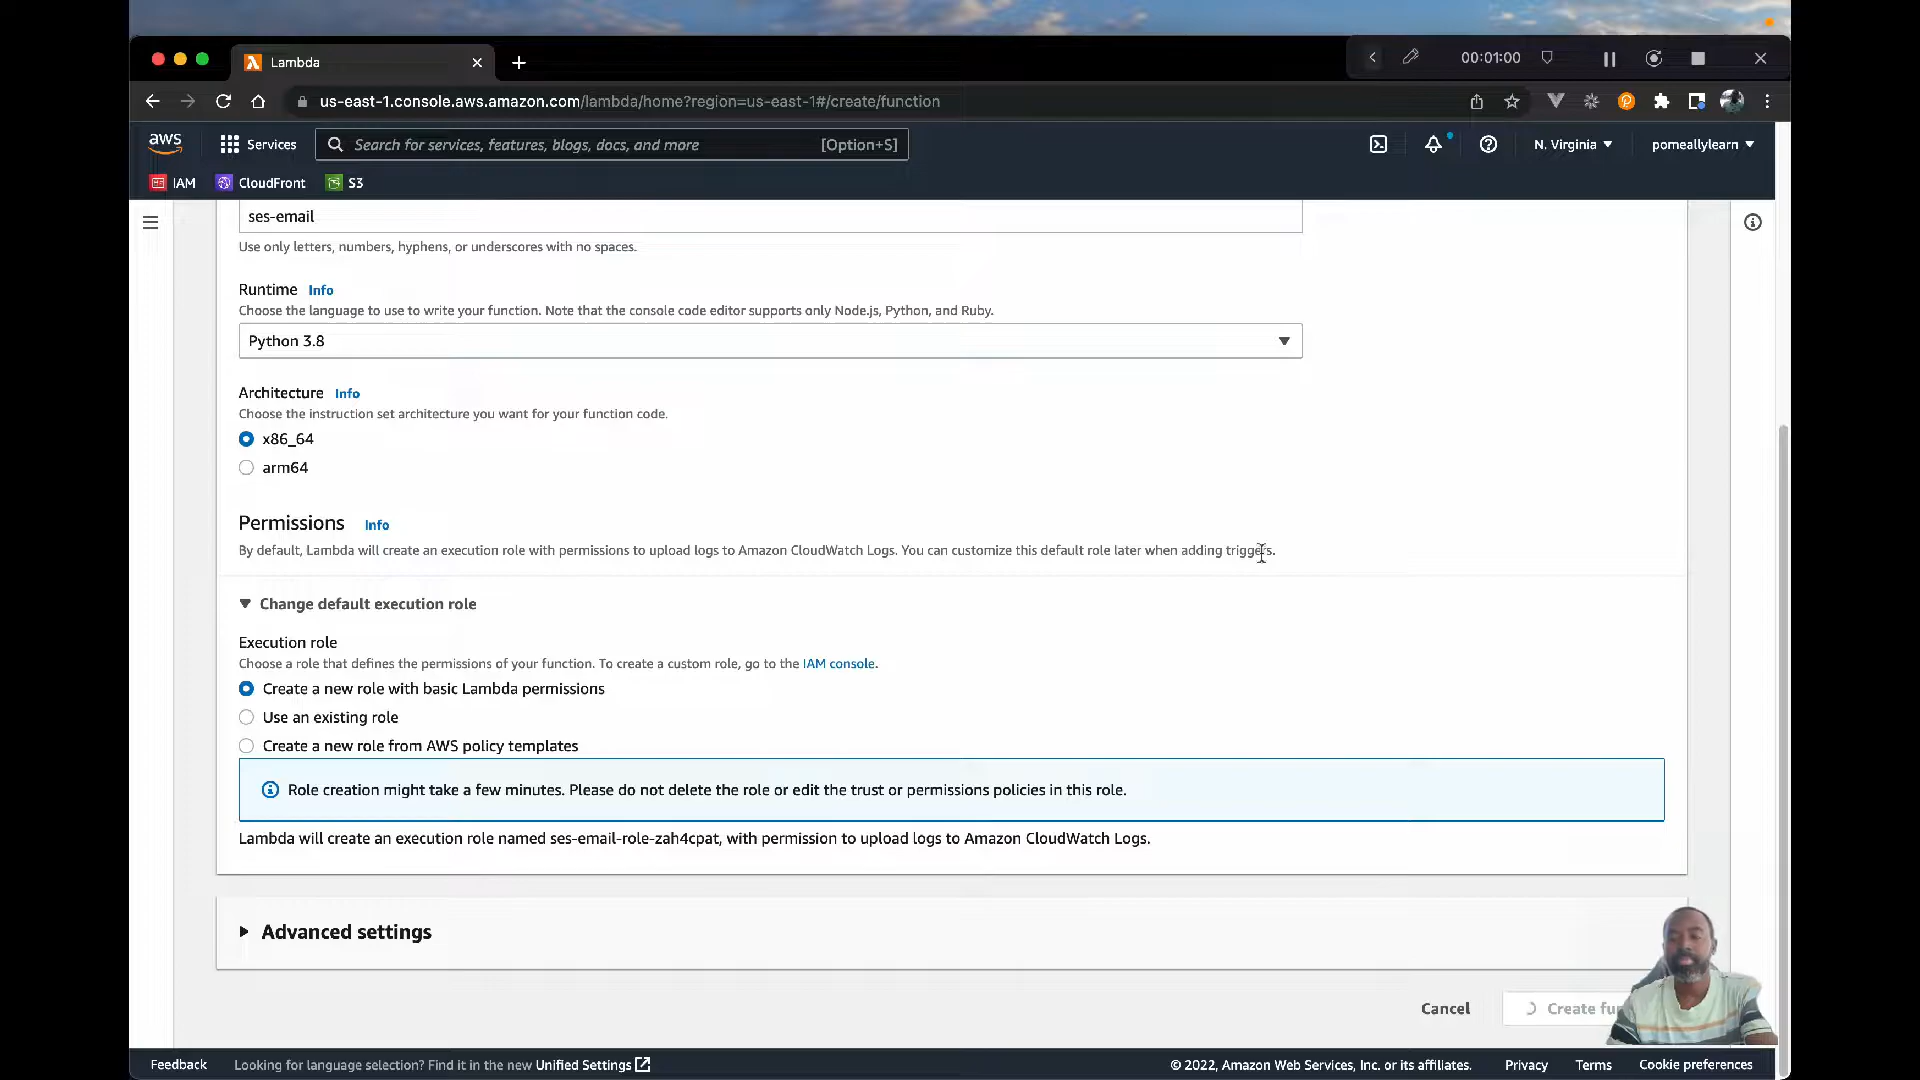 Lambda
00:01:00
us-east-1.console.aws.amazon.com/lambda/home?region=us-east-1#/create/function
aws
Services
Search for services, features, blogs, docs, and more
[Option+S]
N. Virginia
pomeallylearn
IAM
CloudFront
S3
ses-email
Use only letters, numbers, hyphens, or underscores with no spaces.
Runtime Info
Choose the language to use to write your function. Note that the console code editor supports only Node.js, Python, and Ruby.
Python 3.8
Architecture Info
Choose the instruction set architecture you want for your function code.
x86_64
arm64
Permissions Info
By default, Lambda will create an execution role with permissions to upload logs to Amazon CloudWatch Logs. You can customize this default role later when adding triggers.
Change default execution role
Execution role
Choose a role that defines the permissions of your function. To create a custom role, go to the IAM console.
Create a new role with basic Lambda permissions
Use an existing role
Create a new role from AWS policy templates
Role creation might take a few minutes. Please do not delete the role or edit the trust or permissions policies in this role.
Lambda will create an execution role named ses-email-role-zah4cpat, with permission to upload logs to Amazon CloudWatch Logs.
Advanced settings
Cancel
Create fu
Feedback
Looking for language selection? Find it in the new Unified Settings
© 2022, Amazon Web Services, Inc. or its affiliates.
Privacy
Terms
Cookie preferences